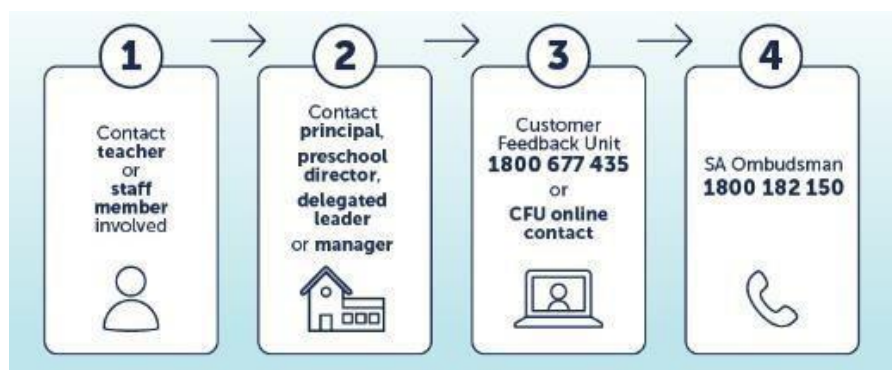 1
Contact
teacher
or
staff
member
involved
2
Contact
principal,
preschool
director,
delegated
leader
or manager
3
Customer
Feedback Unit
1800 677 435
or
CFU online
contact
4
SA Ombudsman
1800 182 150